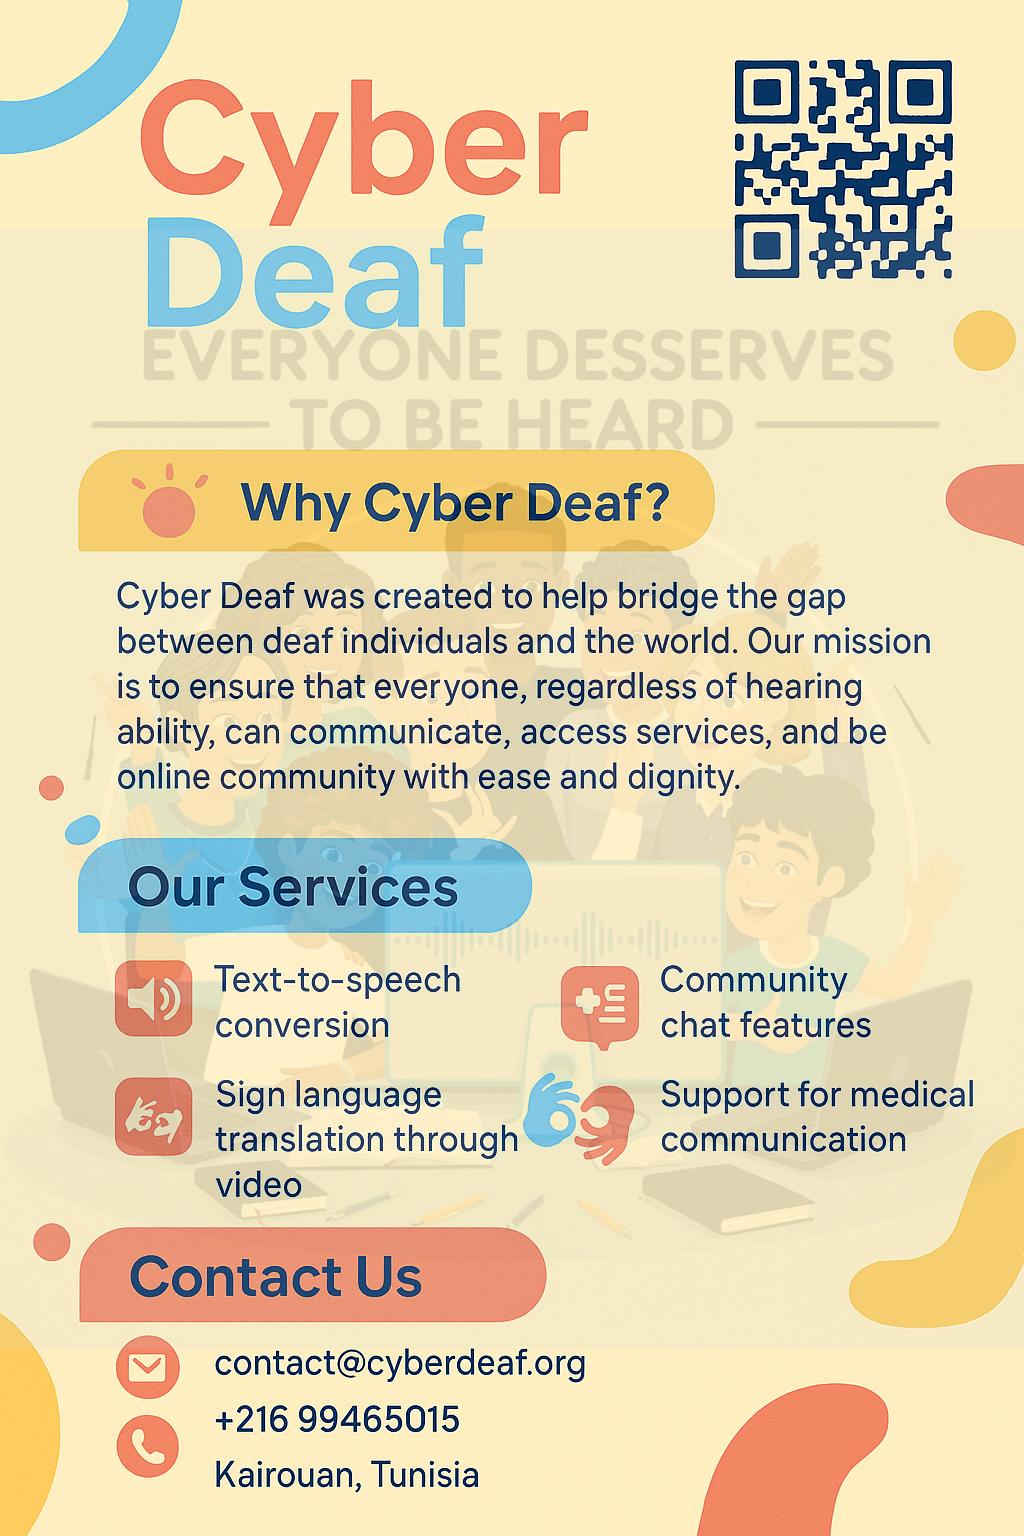 Cyber
Deaf
EVERYONE DESSERVES
TO BE HEARD
Why Cyber Deaf?
Cyber Deaf was created to help bridge the gap
between deaf individuals and the world. Our mission
is to ensure that everyone, regardless of hearing
ability, can communicate, access services, and be
online community with ease and dignity.
Our Services
Text-to-speech
conversion
Community
chat features
Sign language
translation through
video
Support for medical
communication
Contact Us
contact@cyberdeaf.org
+216 99465015
Kairouan, Tunisia